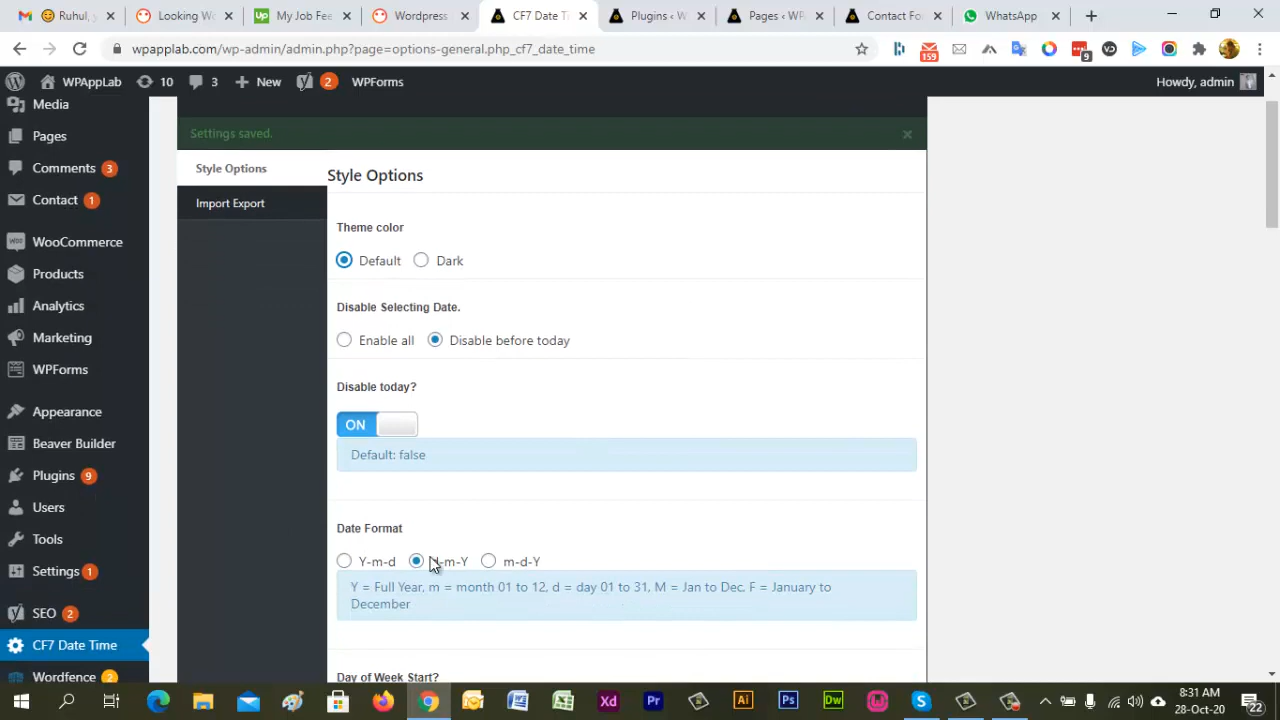 Ruhul,
Looking Wo
My Job Fee
Wordpress
CF7 Date Ti
Plugins ‹ W
Pages ‹ WP
Contact Fo
WhatsApp
wpapplab.com/wp-admin/admin.php?page=options-general.php_cf7_date_time
159
9
WPAppLab
10
3
New
2
WPForms
Howdy, admin
Media
Pages
Comments 3
Contact 1
WooCommerce
Products
Analytics
Marketing
WPForms
Appearance
Beaver Builder
Plugins 9
Users
Tools
Settings 1
SEO 2
CF7 Date Time
Wordfence 2
Settings saved.
Style Options
Import Export
Style Options
Theme color
Default
Dark
Disable Selecting Date.
Enable all
Disable before today
Disable today?
ON
Default: false
Date Format
Y-m-d
-m-Y
m-d-Y
Y = Full Year, m = month 01 to 12, d = day 01 to 31, M = Jan to Dec. F = January to
December
Day of Week Start?
8:31 AM
28-Oct-20
22